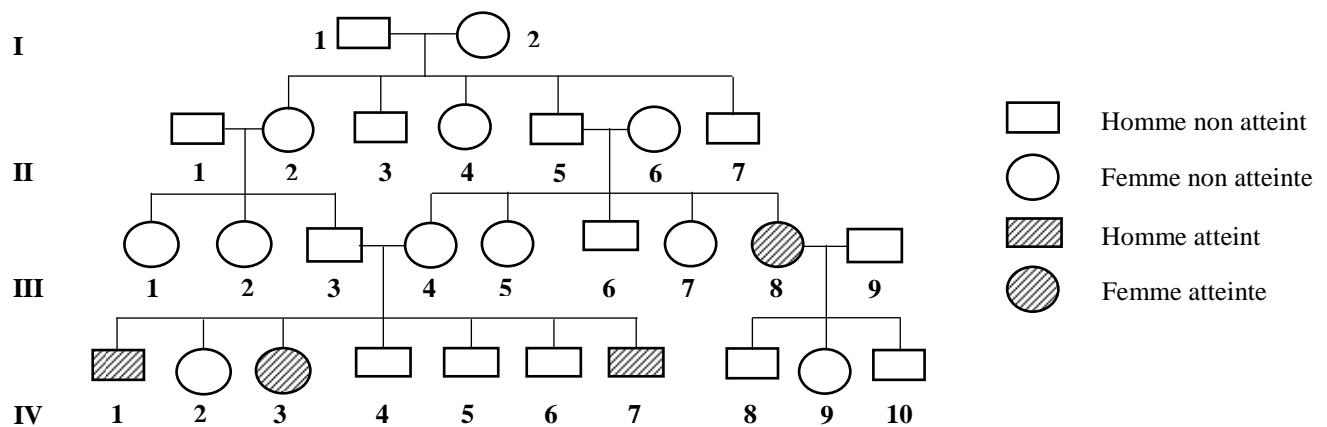 I
1 2
Homme non atteint
II
1 2 3 4 5 6 7
Femme non atteinte
Homme atteint
III
1 2 3 4 5 6 7 8 9
Femme atteinte
IV
1 2 3 4 5 6 7 8 9 10